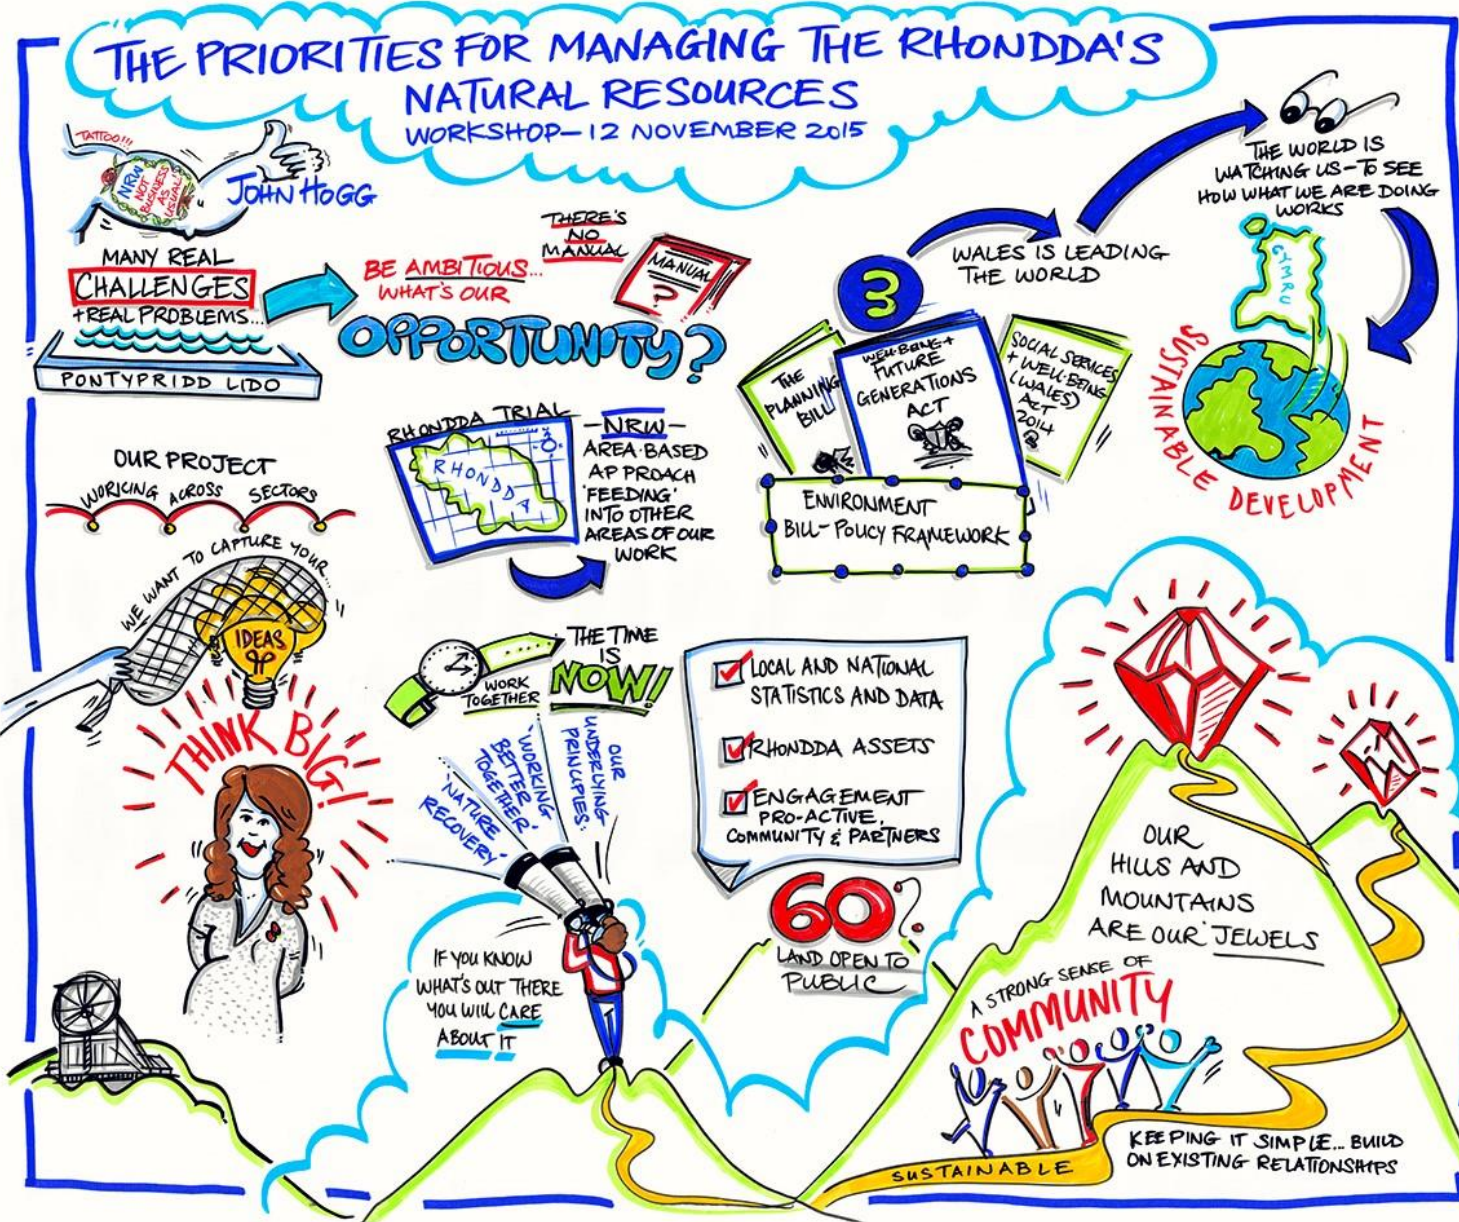 THE PRIORITIES FOR MANAGING THE RHONDDA'S
NATURAL RESOURCES
WORKSHOP - 12 NOVEMBER 2015
TATTOO!!!
NRW
NOT
BUSINESS
AS
USUAL!
JOHN HOGG
MANY REAL
CHALLENGES
+ REAL PROBLEMS...
PONTYPRIDD LIDO
BE AMBITIOUS...
WHAT'S OUR
OPPORTUNITY?
THERE'S
NO
MANUAL
MANUAL
?
3
WALES IS LEADING
THE WORLD
THE WORLD IS
WATCHING US - TO SEE
HOW WHAT WE ARE DOING
WORKS
CYMRU
SUSTAINABLE DEVELOPMENT
THE
PLANNING
BILL
WELL-BEING +
FUTURE
GENERATIONS
ACT
SOCIAL SERVICES
+ WELL-BEING
(WALES)
ACT
2014
ENVIRONMENT
BILL - POLICY FRAMEWORK
RHONDDA TRIAL
RHONDDA
- NRW -
AREA-BASED
APPROACH
'FEEDING'
INTO OTHER
AREAS OF OUR
WORK
OUR PROJECT
WORKING ACROSS SECTORS
WE WANT TO CAPTURE YOUR...
IDEAS
THINK BIG!
THE TIME
IS
NOW!
WORK
TOGETHER
OUR
UNDERLYING
PRINCIPLES:
'WORKING
BETTER
TOGETHER'
'NATURE
RECOVERY'
LOCAL AND NATIONAL
STATISTICS AND DATA
RHONDDA ASSETS
ENGAGEMENT
PRO-ACTIVE,
COMMUNITY & PARTNERS
60?
LAND OPEN TO
PUBLIC
IF YOU KNOW
WHAT'S OUT THERE
YOU WILL CARE
ABOUT IT
OUR
HILLS AND
MOUNTAINS
ARE OUR 'JEWELS
A STRONG SENSE OF
COMMUNITY
SUSTAINABLE
KEEPING IT SIMPLE... BUILD
ON EXISTING RELATIONSHIPS